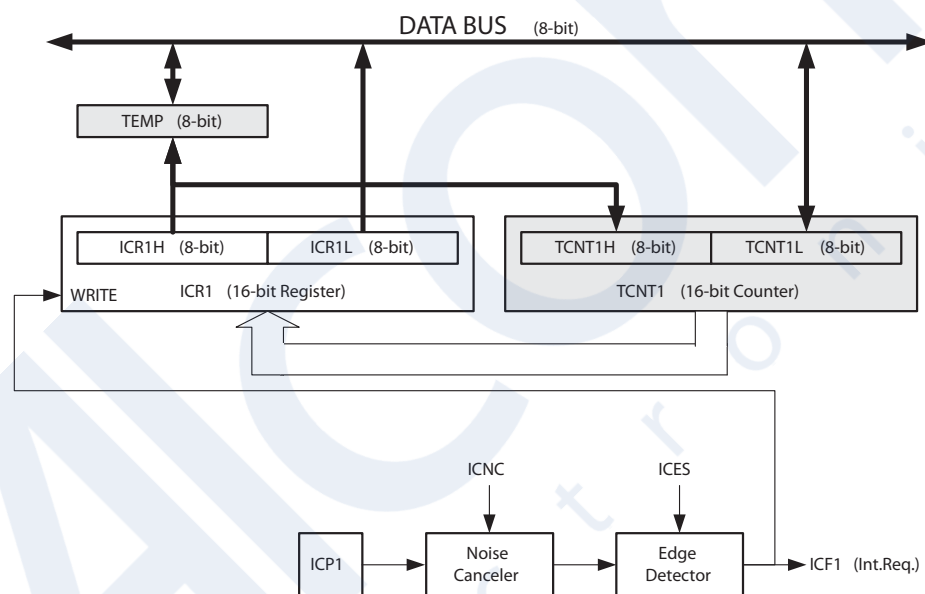 DATA BUS (8-bit)
TEMP (8-bit)
ICR1H (8-bit) ICR1L (8-bit)
TCNT1H (8-bit) TCNT1L (8-bit)
WRITE
ICR1 (16-bit Register)
TCNT1 (16-bit Counter)
ICNC
ICES
ICP1
Noise
Canceler
Edge
Detector
ICF1 (Int.Req.)